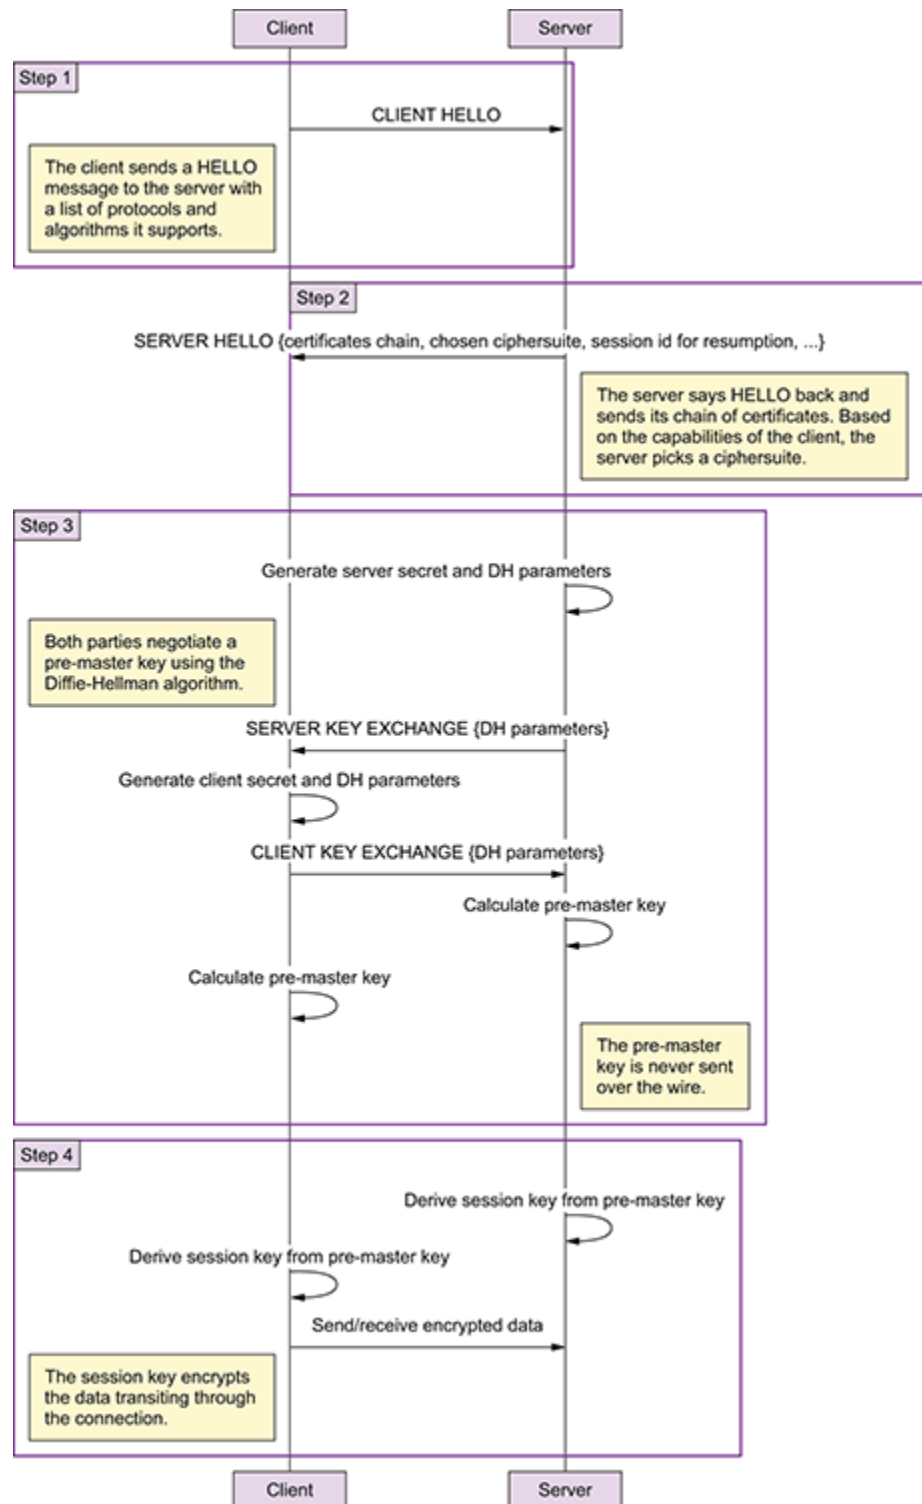 Client
Server
Step 1
CLIENT HELLO
The client sends a HELLO
message to the server with
a list of protocols and
algorithms it supports.
Step 2
SERVER HELLO {certificates chain, chosen ciphersuite, session id for resumption, ...}
The server says HELLO back and
sends its chain of certificates. Based
on the capabilities of the client, the
server picks a ciphersuite.
Step 3
Generate server secret and DH parameters
Both parties negotiate a
pre-master key using the
Diffie-Hellman algorithm.
SERVER KEY EXCHANGE {DH parameters}
Generate client secret and DH parameters
CLIENT KEY EXCHANGE {DH parameters}
Calculate pre-master key
Calculate pre-master key
The pre-master
key is never sent
over the wire.
Step 4
Derive session key from pre-master key
Derive session key from pre-master key
Send/receive encrypted data
The session key encrypts
the data transiting through
the connection.
Client
Server